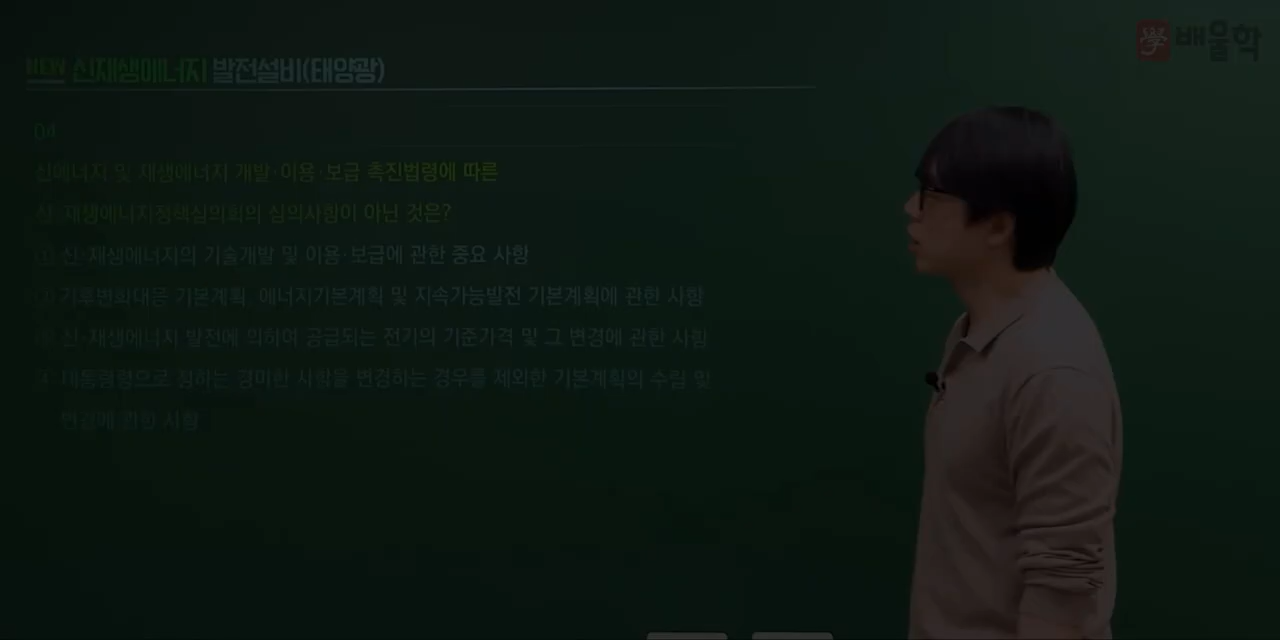 學 배울학
NEW 신재생에너지 발전설비(태양광)
04
신에너지 및 재생에너지 개발·이용·보급 촉진법령에 따른
신·재생에너지정책심의회의 심의사항이 아닌 것은?
① 신·재생에너지의 기술개발 및 이용·보급에 관한 중요 사항
② 기후변화대응 기본계획, 에너지기본계획 및 지속가능발전 기본계획에 관한 사항
③ 신·재생에너지 발전에 의하여 공급되는 전기의 기준가격 및 그 변경에 관한 사항
④ 대통령령으로 정하는 경미한 사항을 변경하는 경우를 제외한 기본계획의 수립 및
변경에 관한 사항